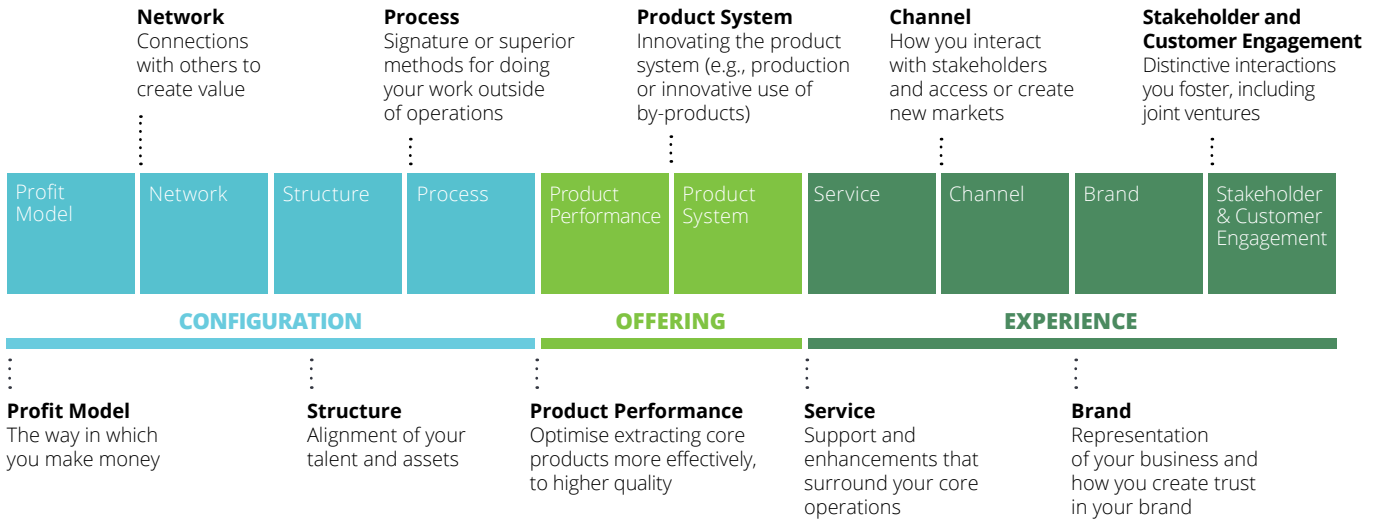 Network
Connections
with others to
create value
Process
Signature or superior
methods for doing
your work outside
of operations
Product System
Innovating the product
system (e.g., production
or innovative use of
by-products)
Channel
How you interact
with stakeholders
and access or create
new markets
Stakeholder and
Customer Engagement
Distinctive interactions
you foster, including
joint ventures
Profit
Model
Network
Structure
Process
Product
Performance
Product
System
Service
Channel
Brand
Stakeholder
& Customer
Engagement
CONFIGURATION
OFFERING
EXPERIENCE
Profit Model
The way in which
you make money
Structure
Alignment of your
talent and assets
Product Performance
Optimise extracting core
products more effectively,
to higher quality
Service
Support and
enhancements that
surround your core
operations
Brand
Representation
of your business and
how you create trust
in your brand